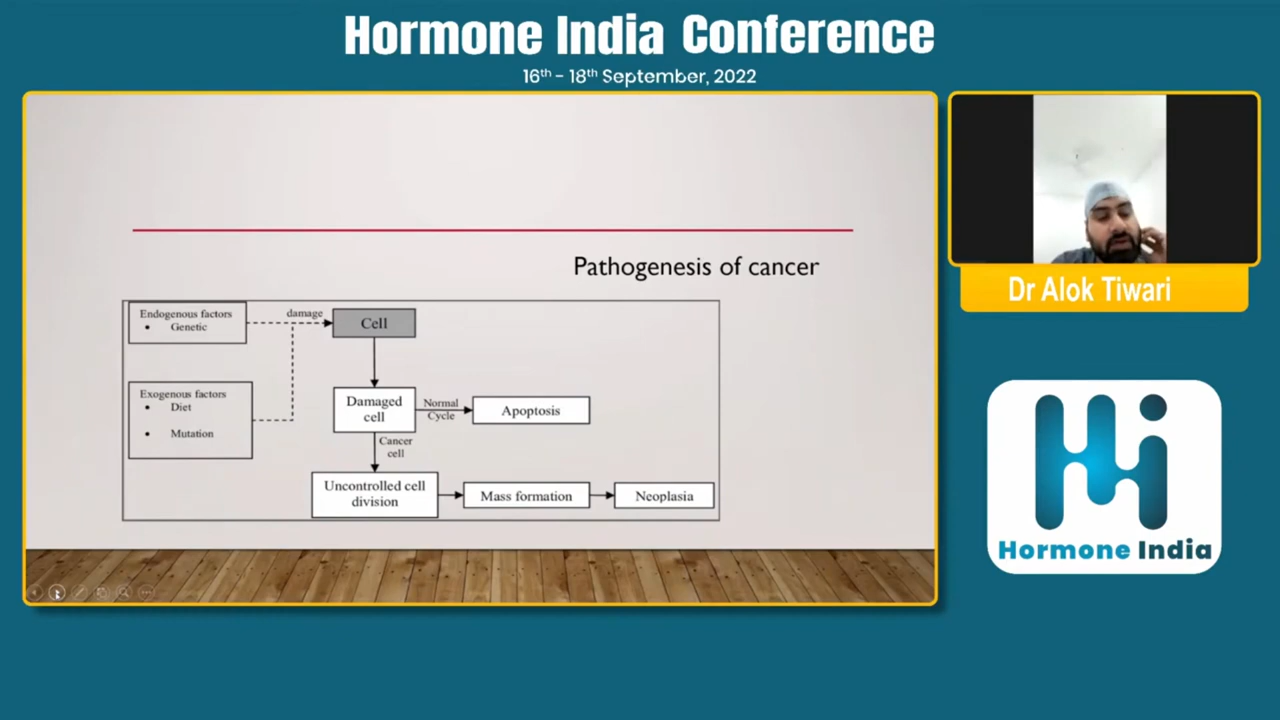 Hormone India Conference
16th - 18th September, 2022
Pathogenesis of cancer
Endogenous factors
• Genetic
damage
Cell
Exogenous factors
• Diet
• Mutation
Damaged
cell
Normal
Cycle
Apoptosis
Cancer
cell
Uncontrolled cell
division
Mass formation
Neoplasia
Dr Alok Tiwari
Hi
Hormone India